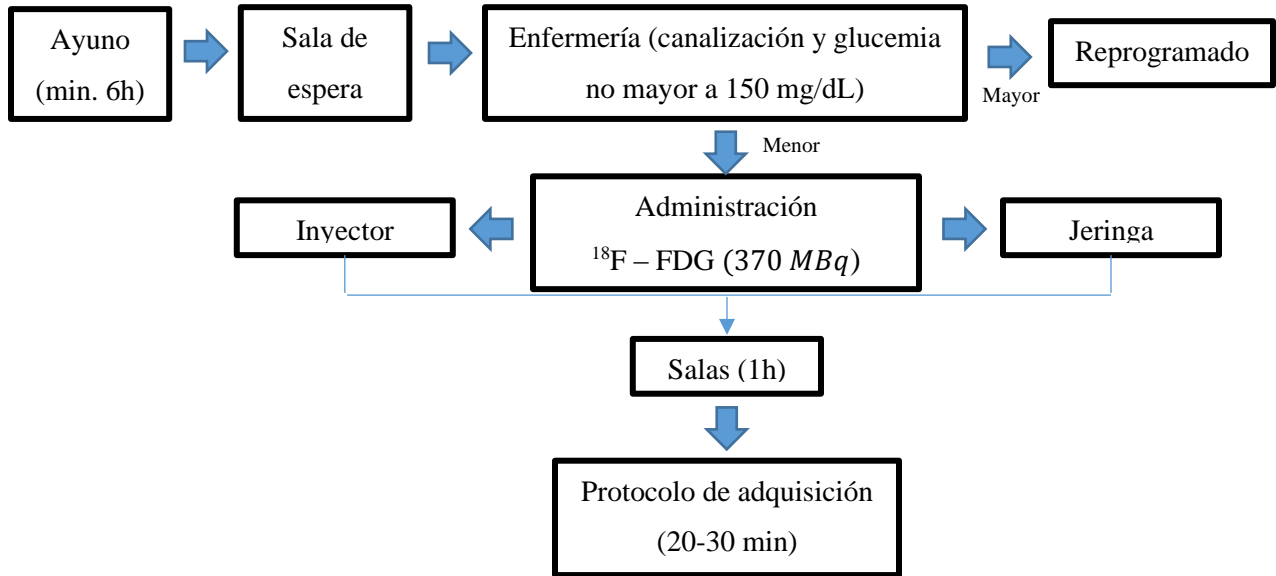 Ayuno
(min. 6h)
Sala de
espera
Enfermería (canalización y glucemia
no mayor a 150 mg/dL)
Mayor
Reprogramado
Menor
Administración
¹⁸F – FDG (370 MBq)
Inyector
Jeringa
Salas (1h)
Protocolo de adquisición
(20-30 min)